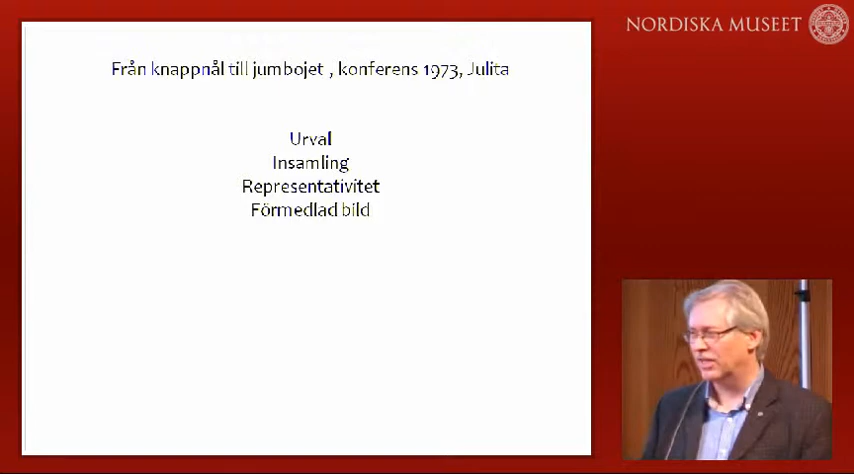 NORDISKA MUSEET
Från knappnål till jumbojet , konferens 1973, Julita
Urval
Insamling
Representativitet
Förmedlad bild